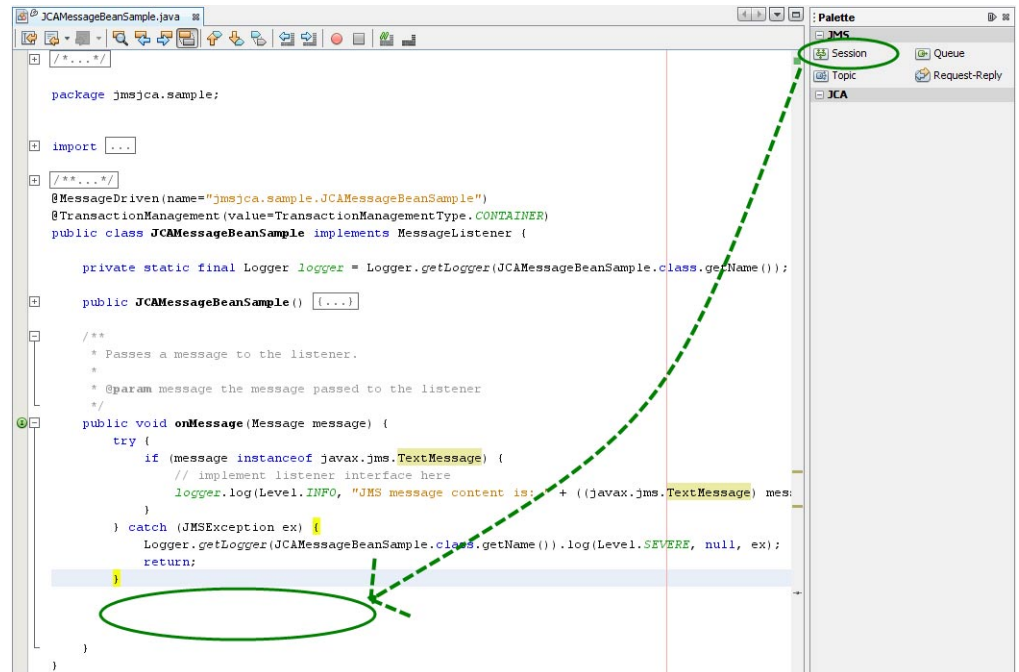 JCAMessageBeanSample.java
/*...*/
package jmsjca.sample;
import ...
/**...*/
@MessageDriven(name="jmsjca.sample.JCAMessageBeanSample")
@TransactionManagement(value=TransactionManagementType.CONTAINER)
public class JCAMessageBeanSample implements MessageListener {
private static final Logger logger = Logger.getLogger(JCAMessageBeanSample.class.getName());
public JCAMessageBeanSample() {...}
/**
* Passes a message to the listener.
*
* @param message the message passed to the listener
*/
public void onMessage(Message message) {
try {
if (message instanceof javax.jms.TextMessage) {
// implement listener interface here
logger.log(Level.INFO, "JMS message content is: " + ((javax.jms.TextMessage) mes
}
} catch (JMSException ex) {
Logger.getLogger(JCAMessageBeanSample.class.getName()).log(Level.SEVERE, null, ex);
return;
}
}
}
Palette
JMS
Session Queue
Topic Request-Reply
JCA